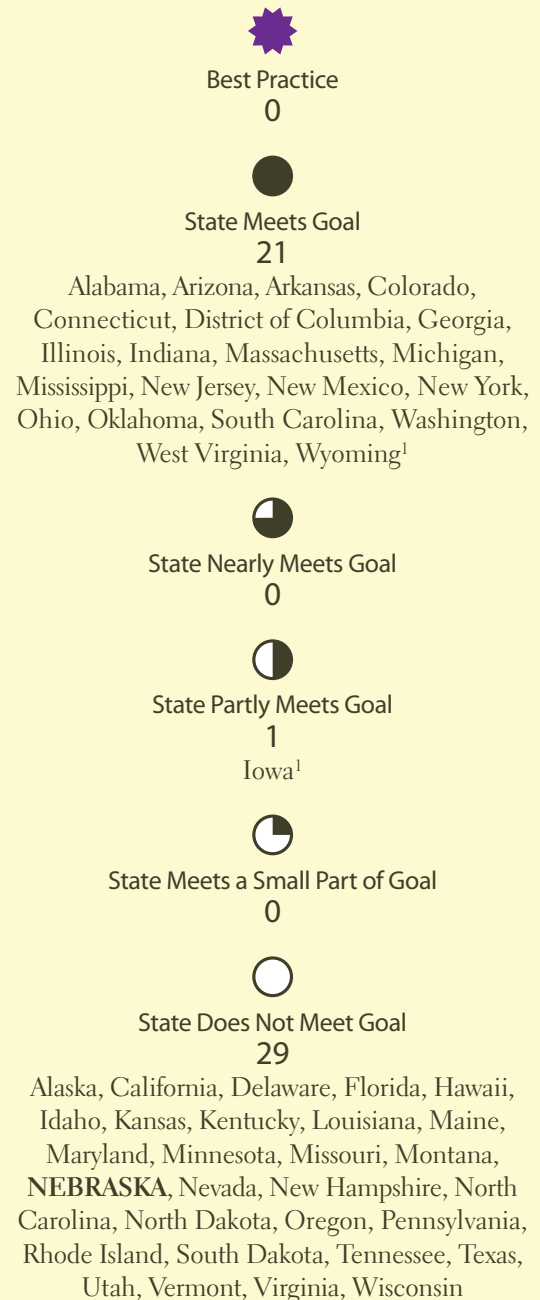 Best Practice
0
State Meets Goal
21
Alabama, Arizona, Arkansas, Colorado,
Connecticut, District of Columbia, Georgia,
Illinois, Indiana, Massachusetts, Michigan,
Mississippi, New Jersey, New Mexico, New York,
Ohio, Oklahoma, South Carolina, Washington,
West Virginia, Wyoming¹
State Nearly Meets Goal
0
State Partly Meets Goal
1
Iowa¹
State Meets a Small Part of Goal
0
State Does Not Meet Goal
29
Alaska, California, Delaware, Florida, Hawaii,
Idaho, Kansas, Kentucky, Louisiana, Maine,
Maryland, Minnesota, Missouri, Montana,
NEBRASKA, Nevada, New Hampshire, North
Carolina, North Dakota, Oregon, Pennsylvania,
Rhode Island, South Dakota, Tennessee, Texas,
Utah, Vermont, Virginia, Wisconsin